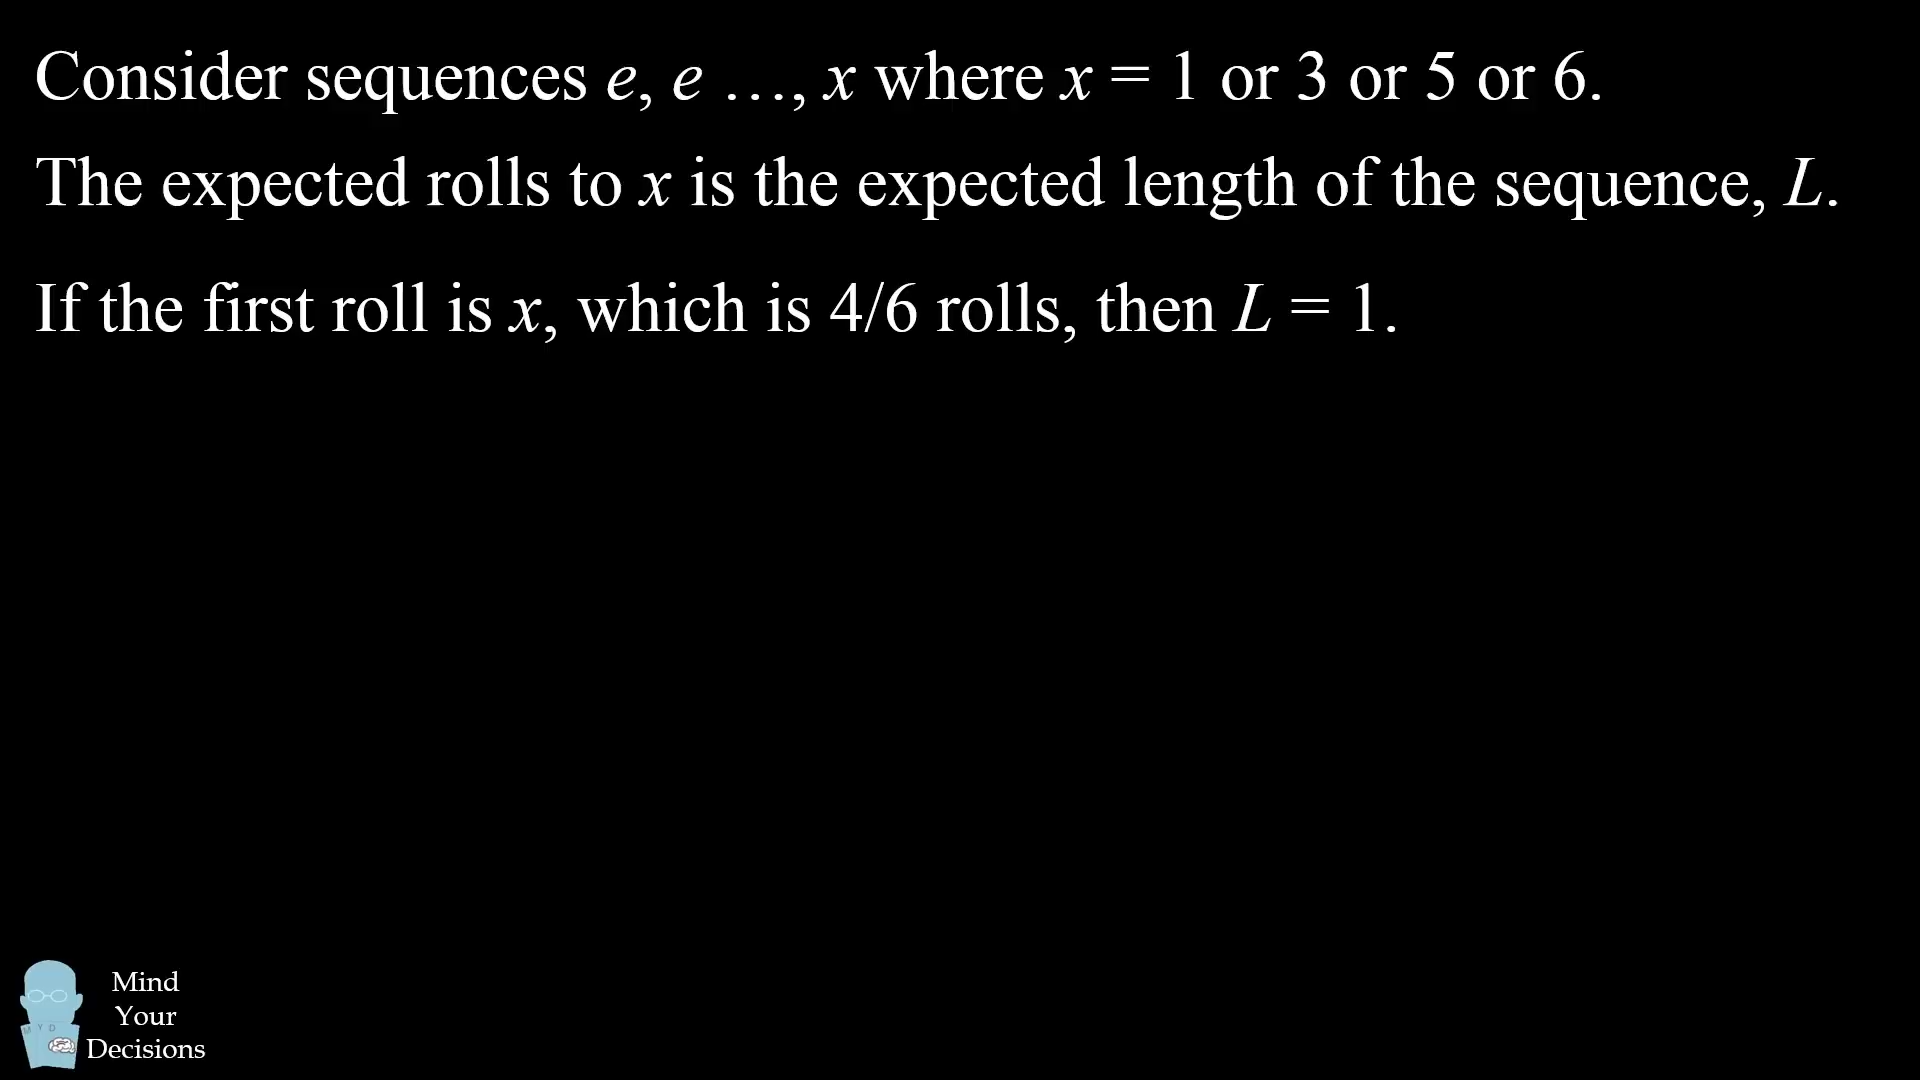 Consider sequences e, e …, x where x = 1 or 3 or 5 or 6.
The expected rolls to x is the expected length of the sequence, L.
If the first roll is x, which is 4/6 rolls, then L = 1.
M Y D
Mind
Your
Decisions